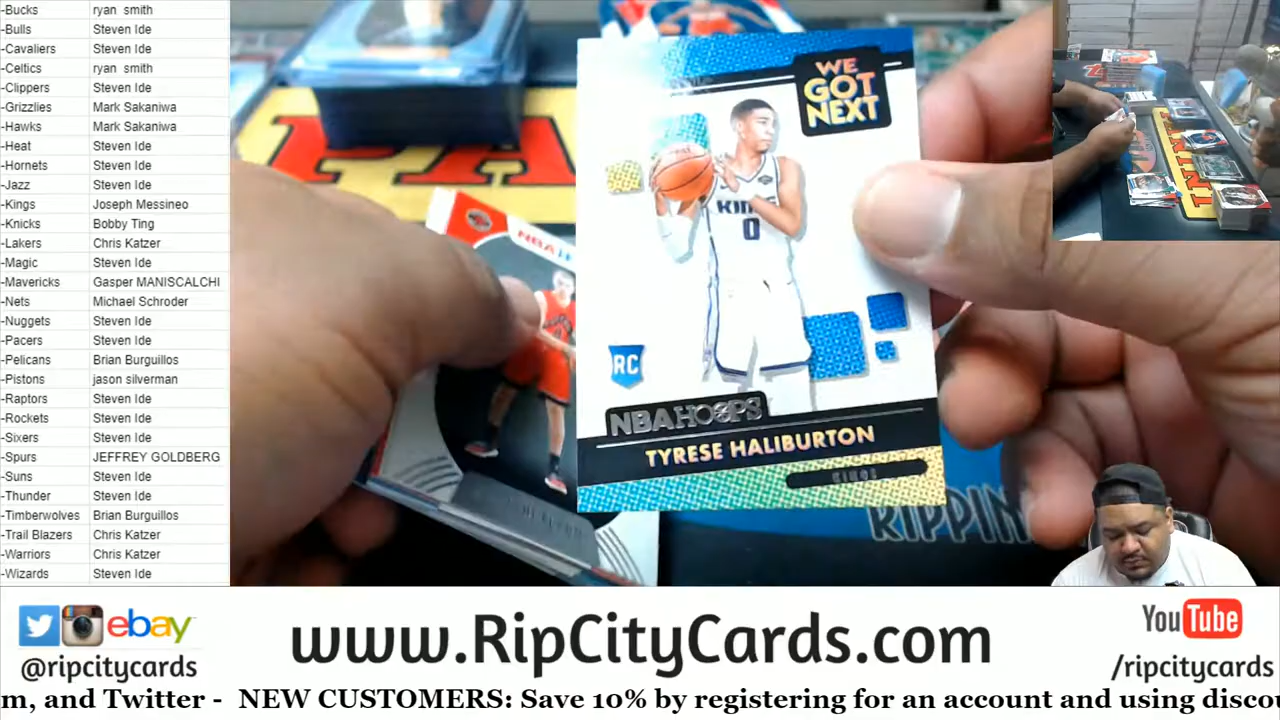 -Bucks ryan smith
-Bulls Steven Ide
-Cavaliers Steven Ide
-Celtics ryan smith
-Clippers Steven Ide
-Grizzlies Mark Sakaniwa
-Hawks Mark Sakaniwa
-Heat Steven Ide
-Hornets Steven Ide
-Jazz Steven Ide
-Kings Joseph Messineo
-Knicks Bobby Ting
-Lakers Chris Katzer
-Magic Steven Ide
-Mavericks Gasper MANISCALCHI
-Nets Michael Schroder
-Nuggets Steven Ide
-Pacers Steven Ide
-Pelicans Brian Burguillos
-Pistons jason silverman
-Raptors Steven Ide
-Rockets Steven Ide
-Sixers Steven Ide
-Spurs JEFFREY GOLDBERG
-Suns Steven Ide
-Thunder Steven Ide
-Timberwolves Brian Burguillos
-Trail Blazers Chris Katzer
-Warriors Chris Katzer
-Wizards Steven Ide
WE
GOT
NEXT
KINGS
0
RC
NBA HOOPS
TYRESE HALIBURTON
KINGS
NBA
RIPPIN
ebay
@ripcitycards
www.RipCityCards.com
YouTube
/ripcitycards
m, and Twitter - NEW CUSTOMERS: Save 10% by registering for an account and using disco